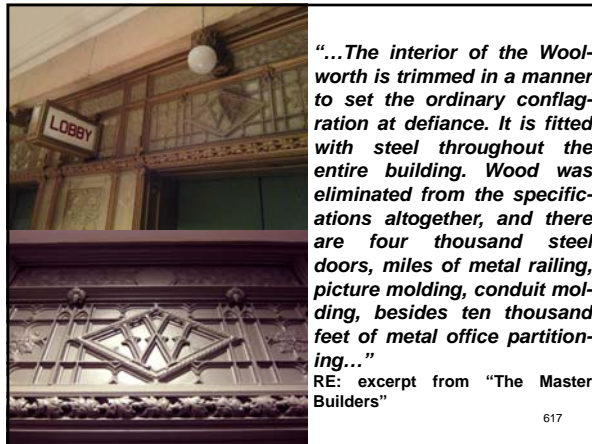 LOBBY
W
“…The interior of the Wool-
worth is trimmed in a manner
to set the ordinary conflag-
ration at defiance. It is fitted
with steel throughout the
entire building. Wood was
eliminated from the specific-
ations altogether, and there
are four thousand steel
doors, miles of metal railing,
picture molding, conduit mol-
ding, besides ten thousand
feet of metal office partition-
ing…”
RE: excerpt from “The Master
Builders”
617